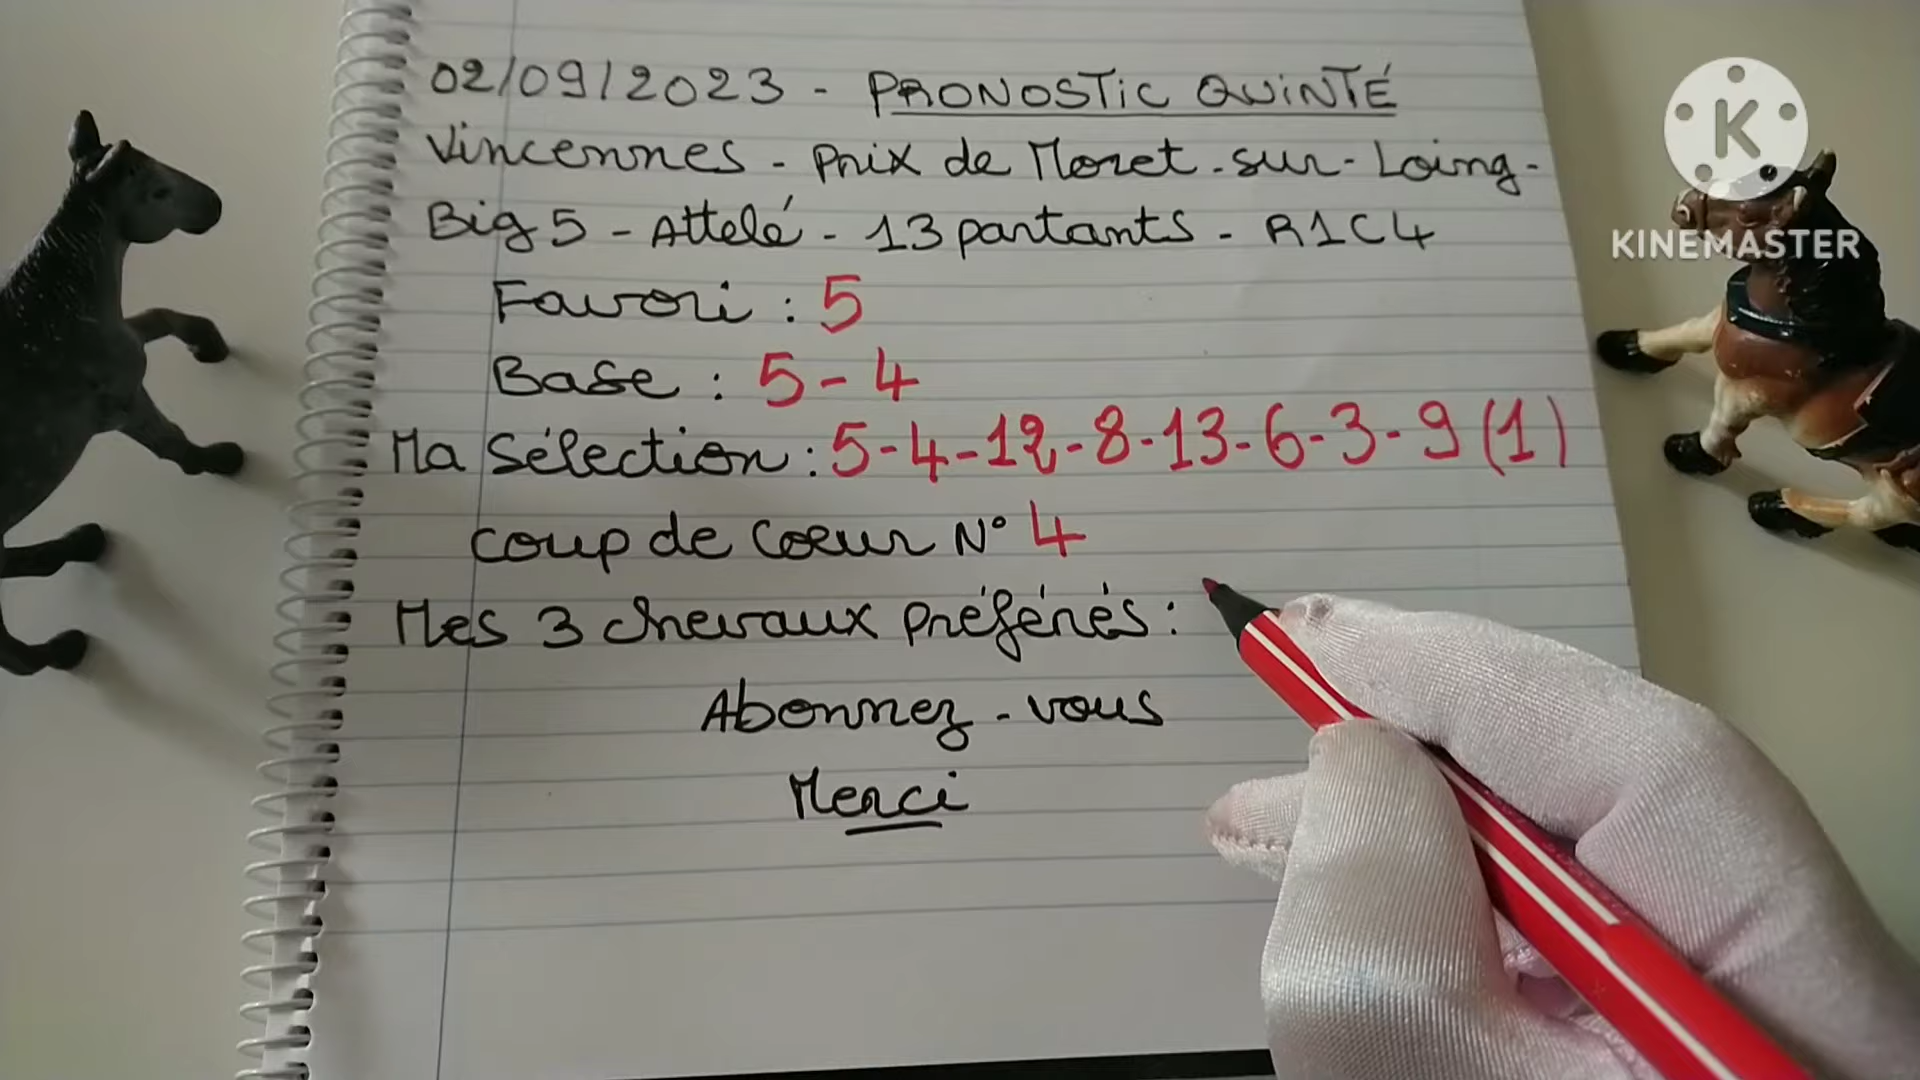 02/09/2023 - PRONOSTIC QUINTÉ
Vincennes - Prix de Moret-sur-Loing -
Big 5 - Attelé - 13 partants - R1C4
Favori : 5
Base : 5 - 4
Ma Sélection : 5 - 4 - 12 - 8 - 13 - 6 - 3 - 9 (1)
coup de coeur N° 4
Mes 3 chevaux préférés :
Abonnez-vous
Merci
K
KINEMASTER